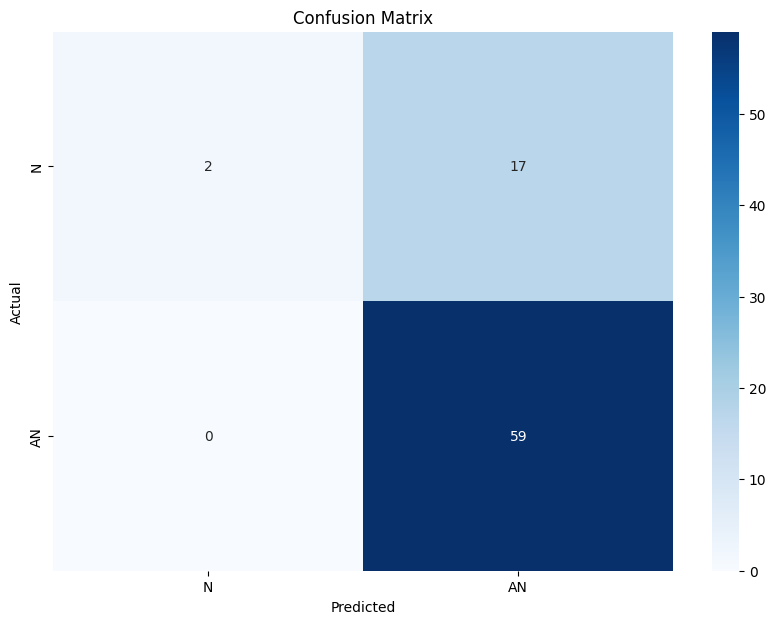 Confusion Matrix
N
2
17
Actual
AN
0
59
N
AN
Predicted
50
40
30
20
10
0